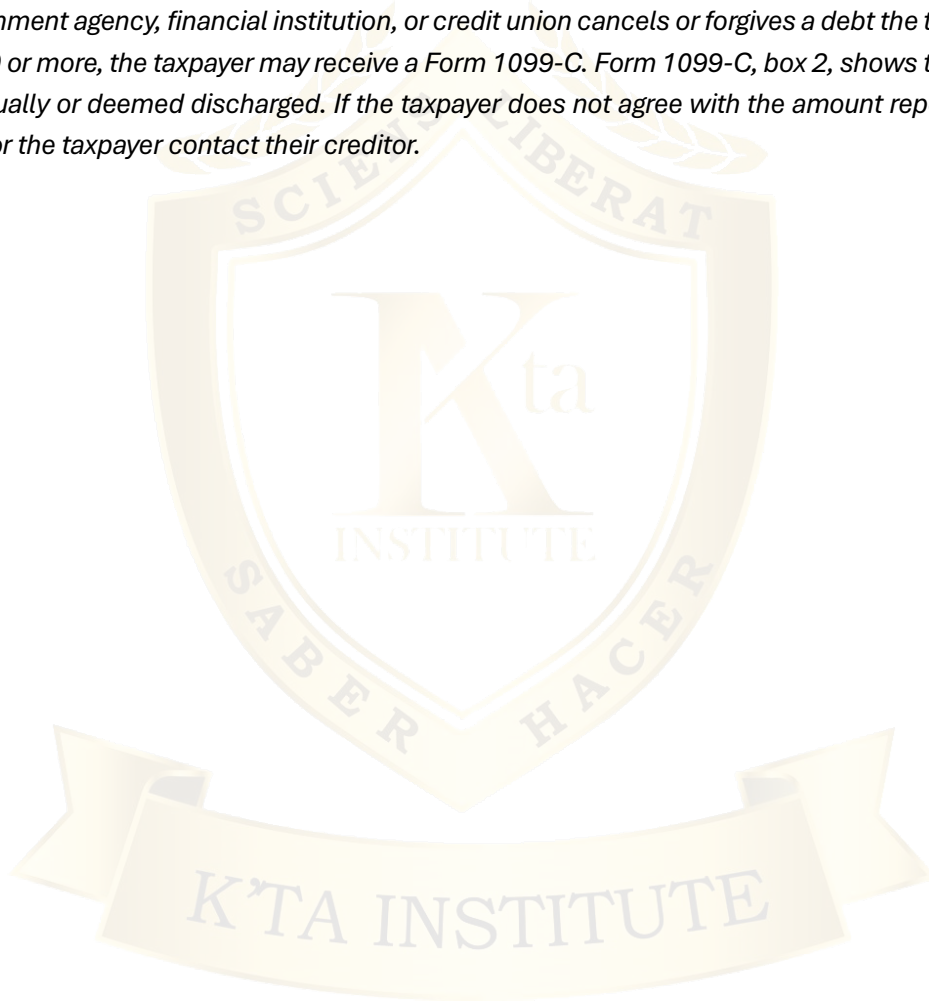 nment agency, financial institution, or credit union cancels or forgives a debt the t
or more, the taxpayer may receive a Form 1099-C. Form 1099-C, box 2, shows t
ually or deemed discharged. If the taxpayer does not agree with the amount rep
or the taxpayer contact their creditor.
SCIENS LIBERAT
Kta
INSTITUTE
SABER HACER
K'TA INSTITUTE